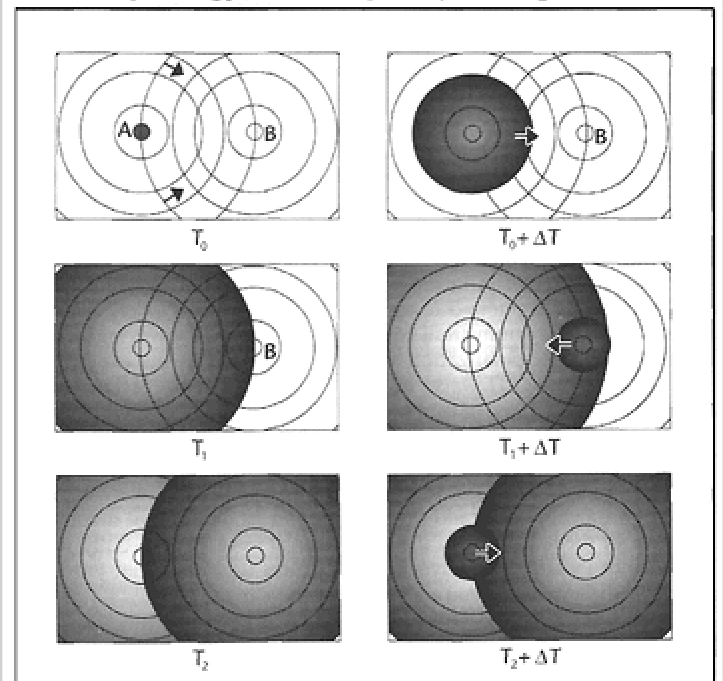 A B
B
T₀
T₀ + ΔT
B
T₁
T₁ + ΔT
T₂
T₂ + ΔT